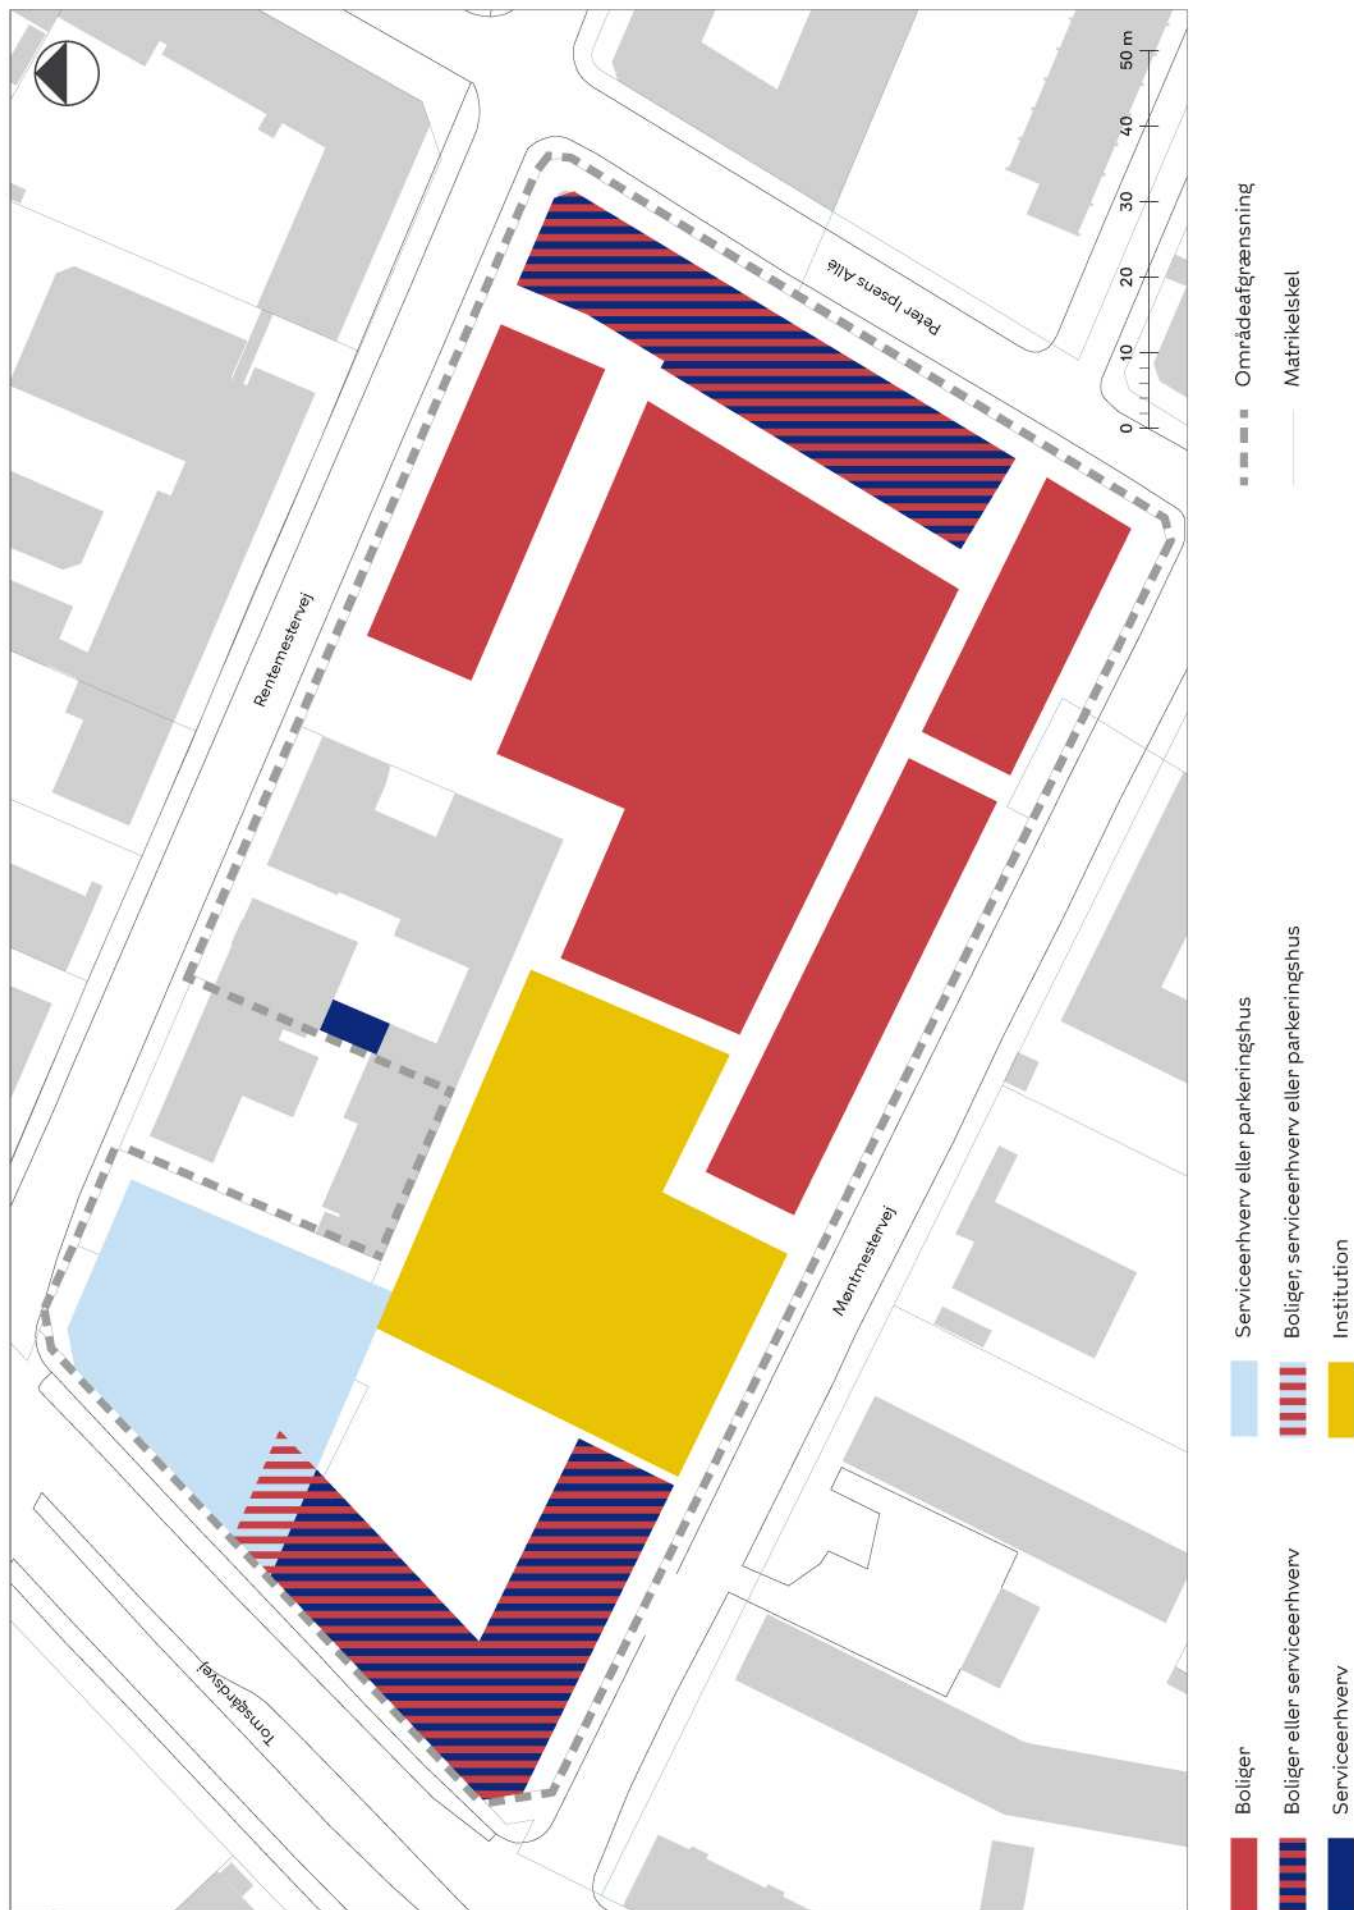 Rentemestervej
Peter Ipsens Allé
Møntmestervej
Tomsgårdsvej
0 10 20 30 40 50 m
Boliger
Boliger eller serviceerhverv
Serviceerhverv
Serviceerhverv eller parkeringshus
Boliger, serviceerhverv eller parkeringshus
Institution
Områdeafgrænsning
Matrikelskel